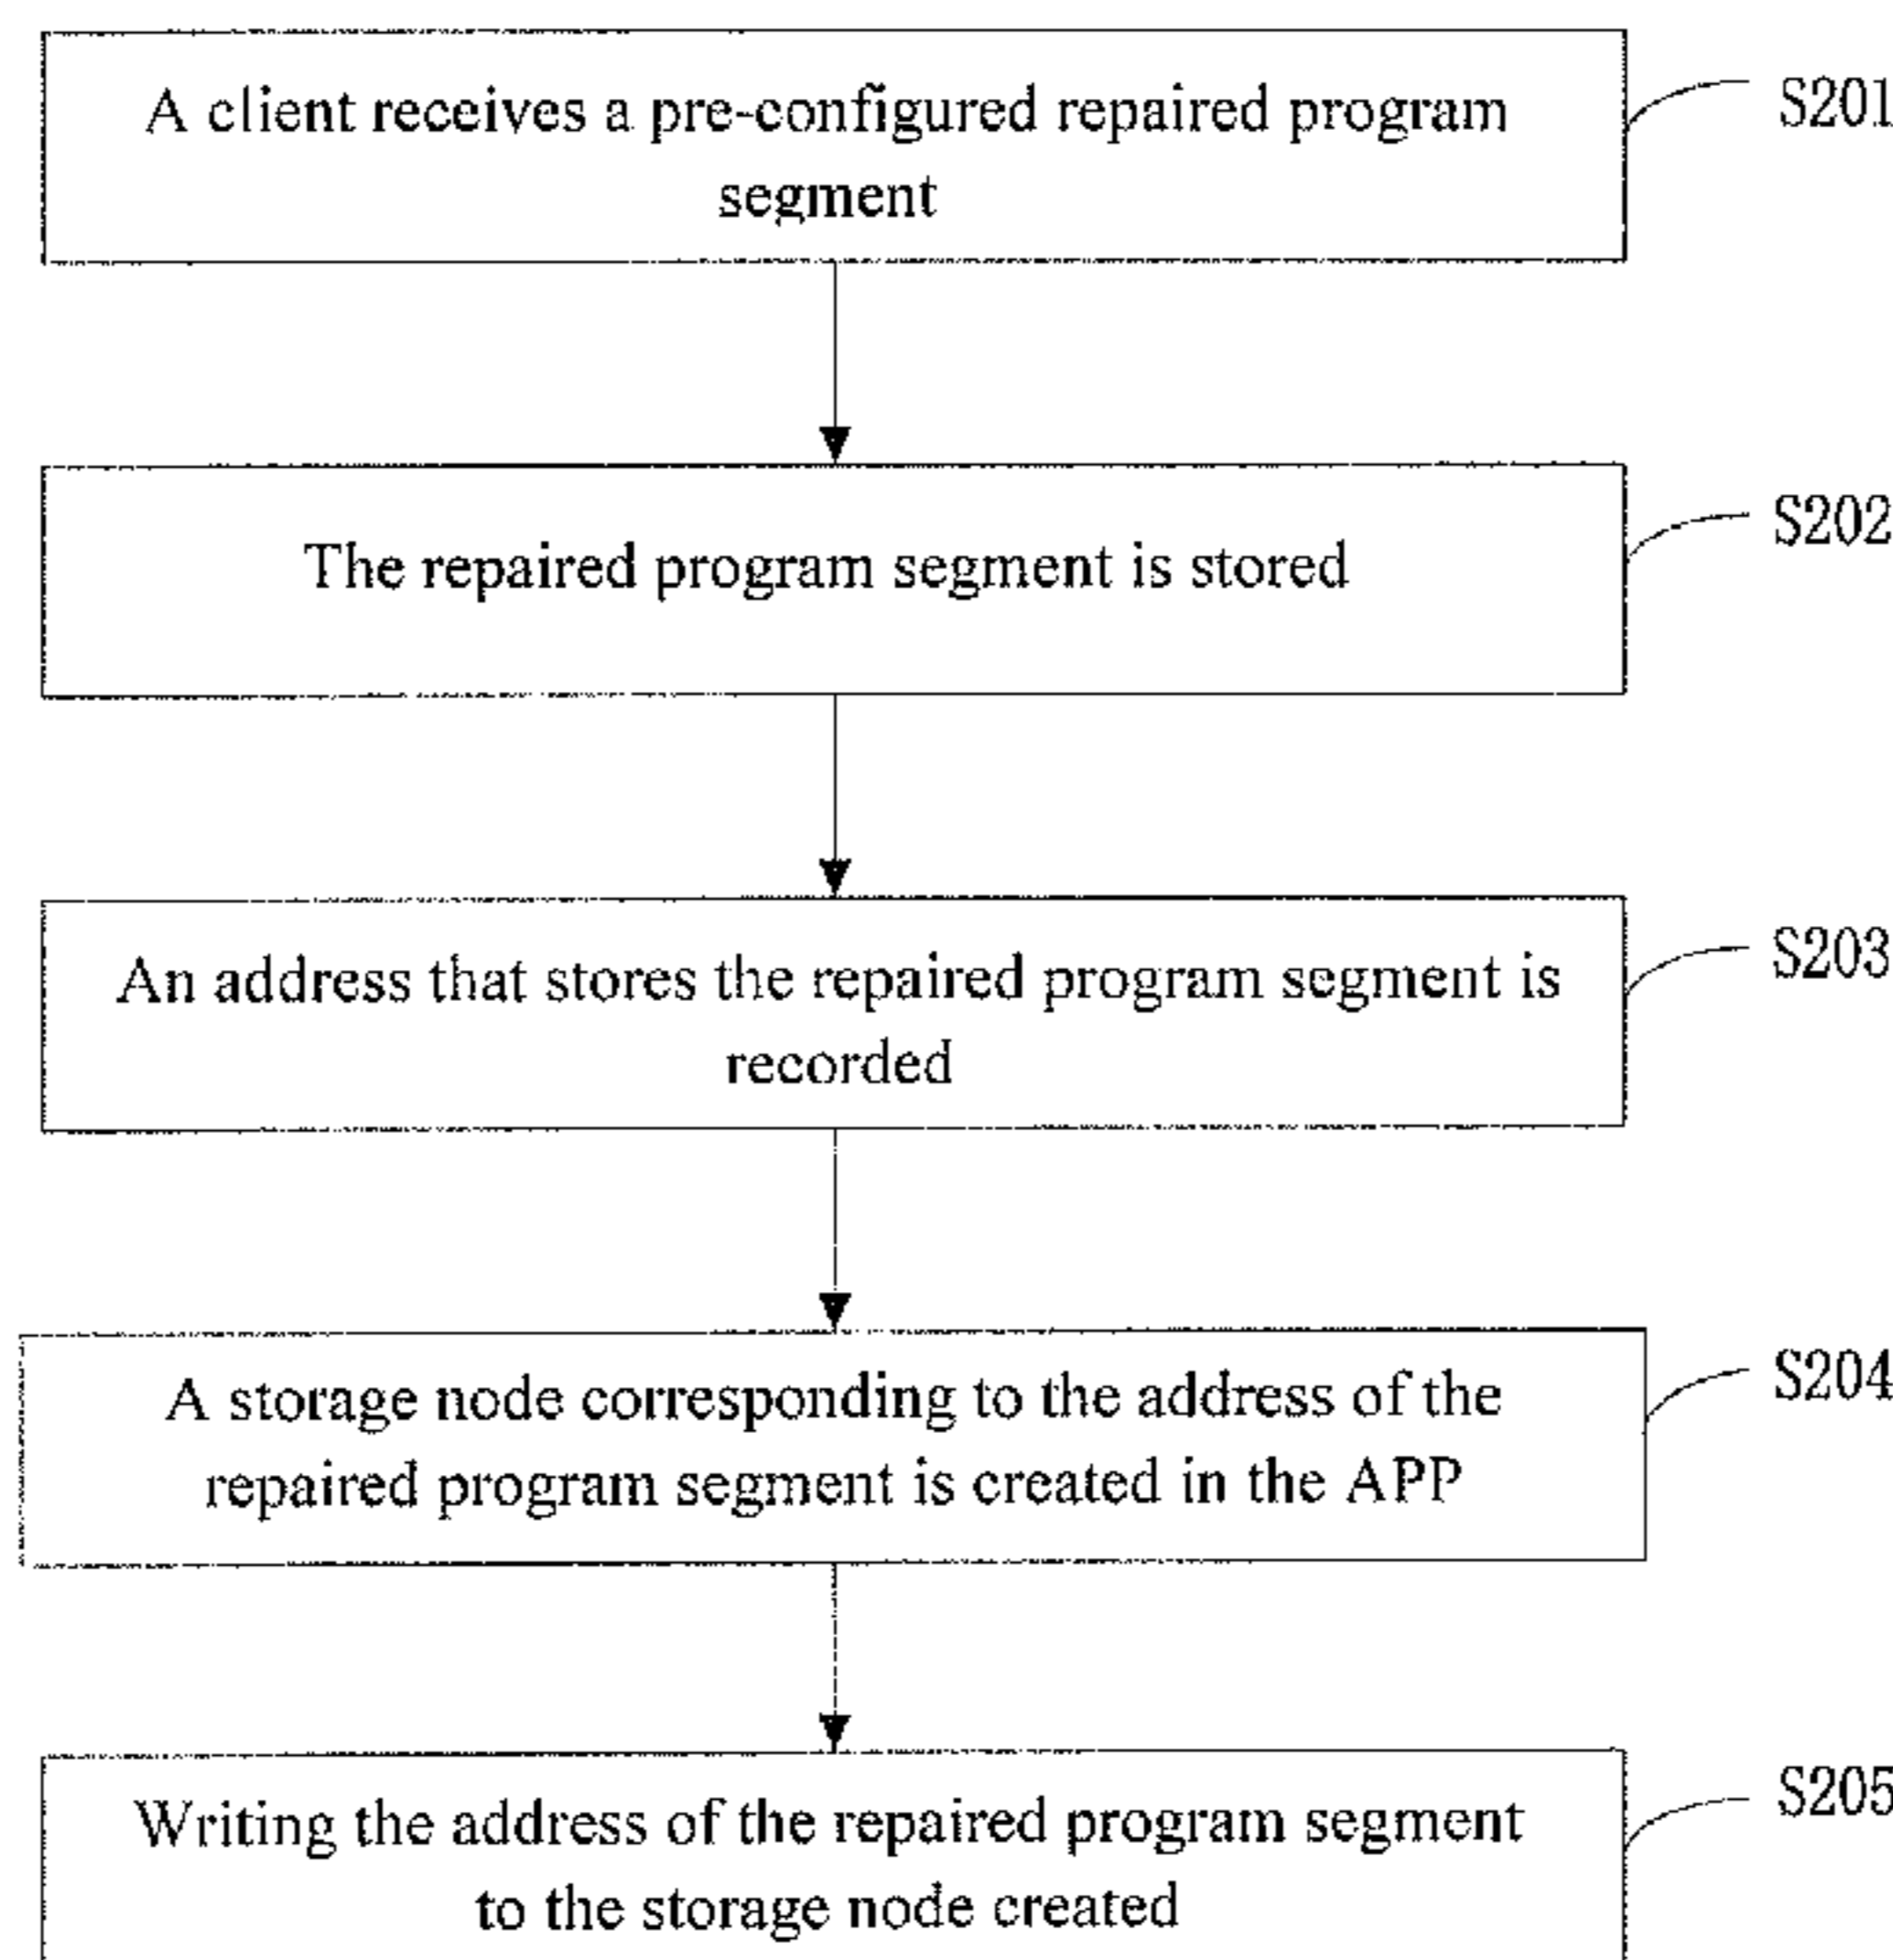 A client receives a pre-configured repaired program
segment
S201
The repaired program segment is stored
S202
An address that stores the repaired program segment is
recorded
S203
A storage node corresponding to the address of the
repaired program segment is created in the APP
S204
Writing the address of the repaired program segment
to the storage node created
S205